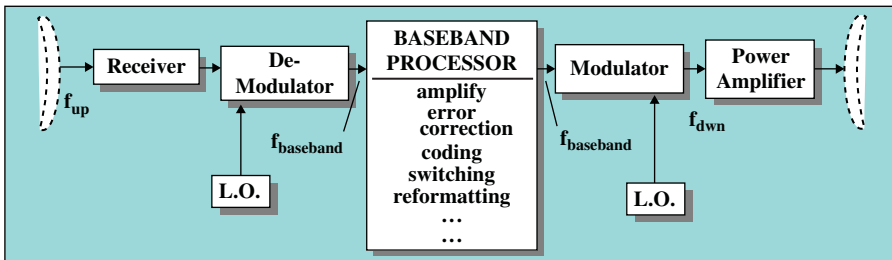 f_up
Receiver
De-
Modulator
L.O.
f_baseband
BASEBAND
PROCESSOR
amplify
error
correction
coding
switching
reformatting
...
...
f_baseband
Modulator
L.O.
f_dwn
Power
Amplifier